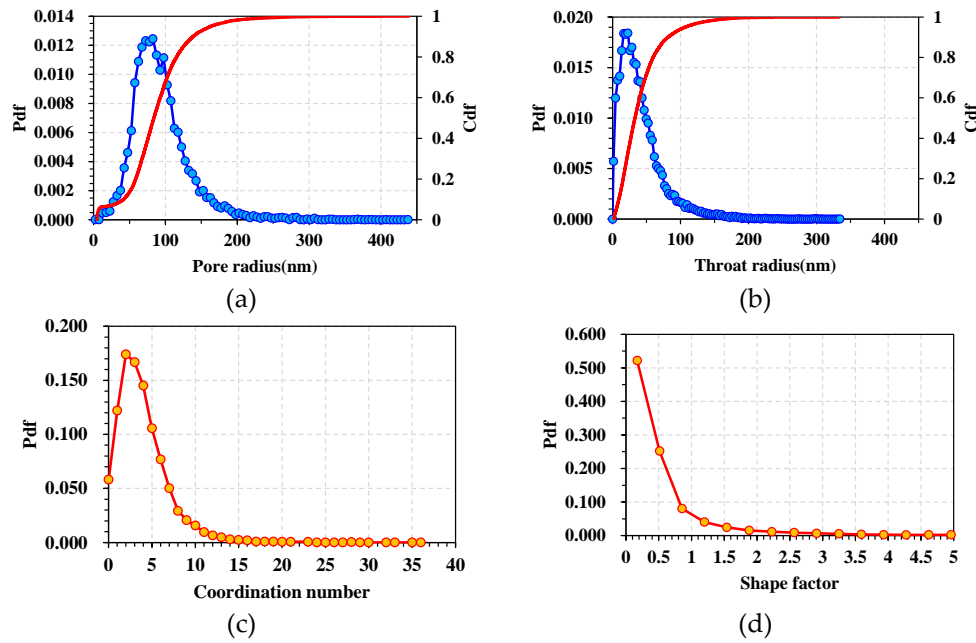 0.014
0.012
0.010
0.008
0.006
0.004
0.002
0.000
Pdf
1
0.8
0.6
0.4
0.2
0
Cdf
0 100 200 300 400
Pore radius(nm)
(a)
0.020
0.015
0.010
0.005
0.000
Pdf
1
0.8
0.6
0.4
0.2
0
Cdf
0 100 200 300 400
Throat radius(nm)
(b)
0.200
0.150
0.100
0.050
0.000
Pdf
0 5 10 15 20 25 30 35 40
Coordination number
(c)
0.600
0.500
0.400
0.300
0.200
0.100
0.000
Pdf
0 0.5 1 1.5 2 2.5 3 3.5 4 4.5 5
Shape factor
(d)